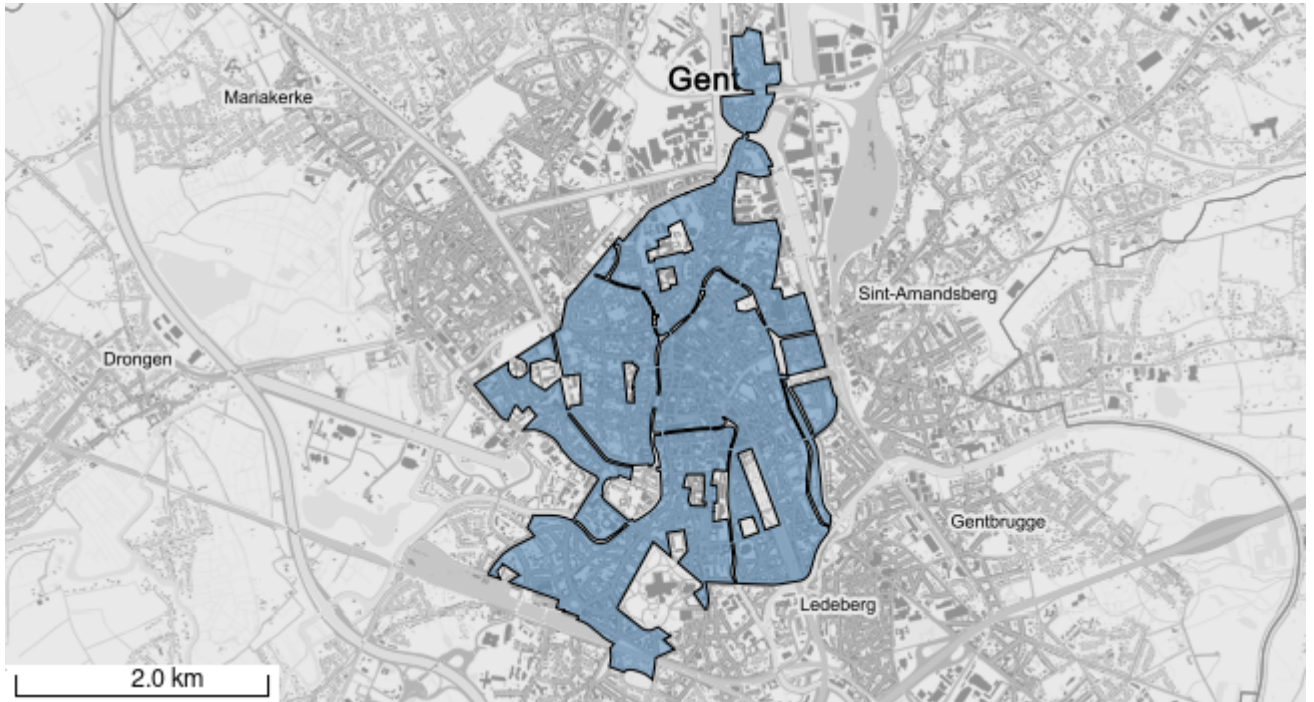 Gent
Mariakerke
Sint-Amandsberg
Drongen
Gentbrugge
Ledeberg
2.0 km